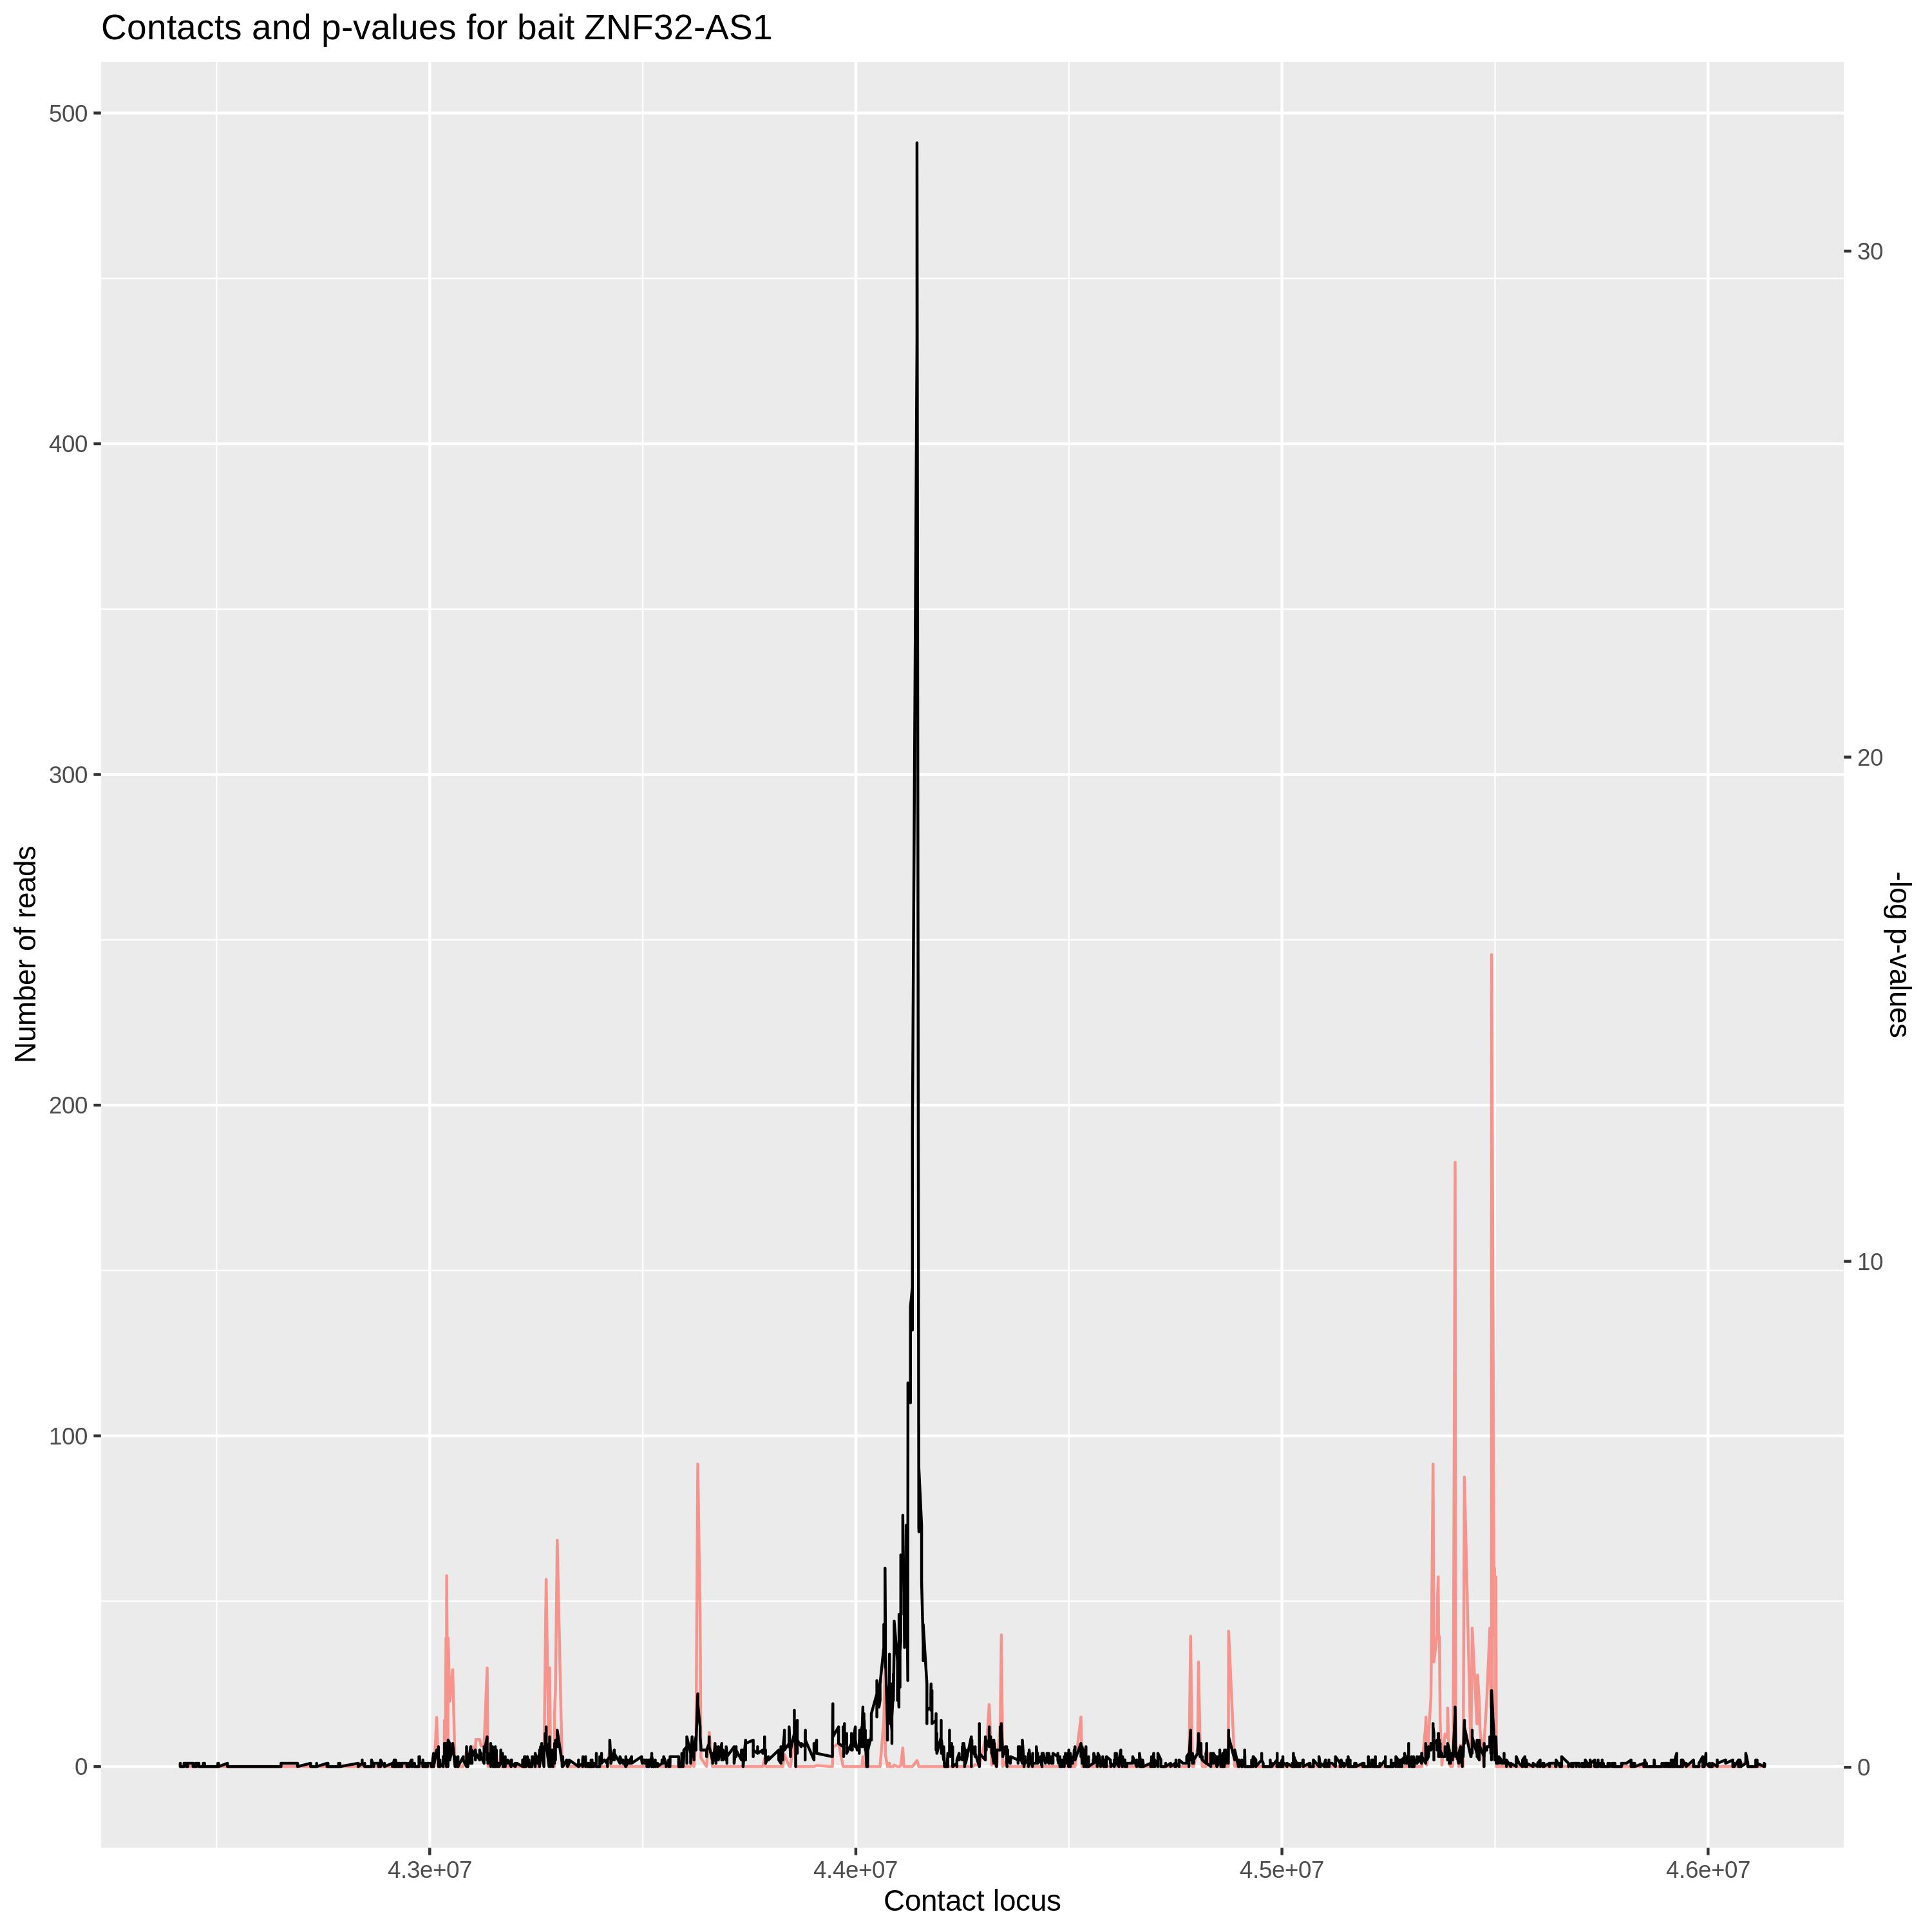 Contacts and p-values for bait ZNF32-AS1
500
400
300
200
100
0
Number of reads
30
20
10
0
-log p-values
4.3e+07
4.4e+07
4.5e+07
4.6e+07
Contact locus